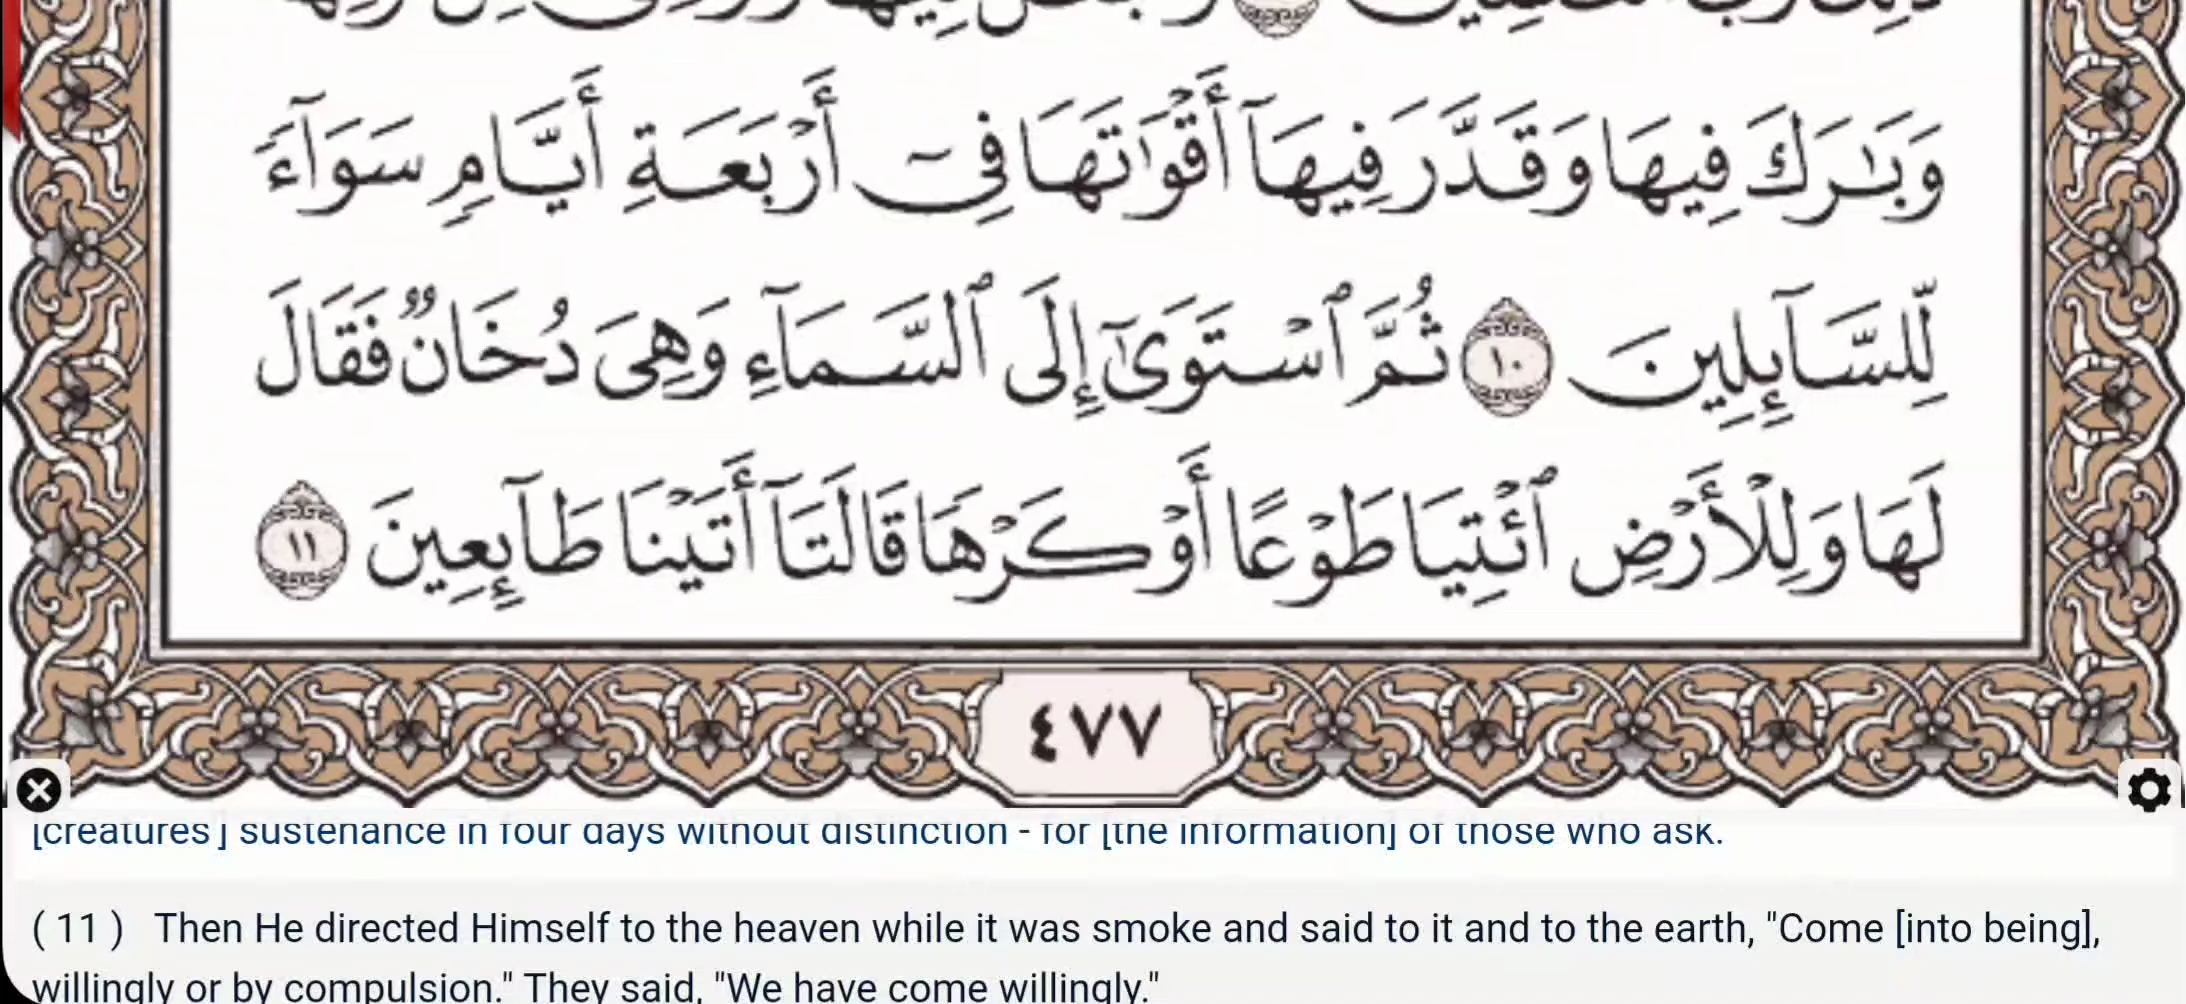 وَبَٰرَكَ فِيهَا وَقَدَّرَ فِيهَآ أَقْوَٰتَهَا فِىٓ أَرْبَعَةِ أَيَّامٍ سَوَآءً
لِّلسَّآئِلِينَ ١٠ ثُمَّ ٱسْتَوَىٰٓ إِلَى ٱلسَّمَآءِ وَهِىَ دُخَانٌ فَقَالَ
لَهَا وَلِلْأَرْضِ ٱئْتِيَا طَوْعًا أَوْ كَرْهًا قَالَتَآ أَتَيْنَا طَآئِعِينَ ١١
٤٧٧
[creatures'] sustenance in four days without distinction - for [the information] of those who ask.
( 11 ) Then He directed Himself to the heaven while it was smoke and said to it and to the earth, "Come [into being],
willingly or by compulsion." They said, "We have come willingly."